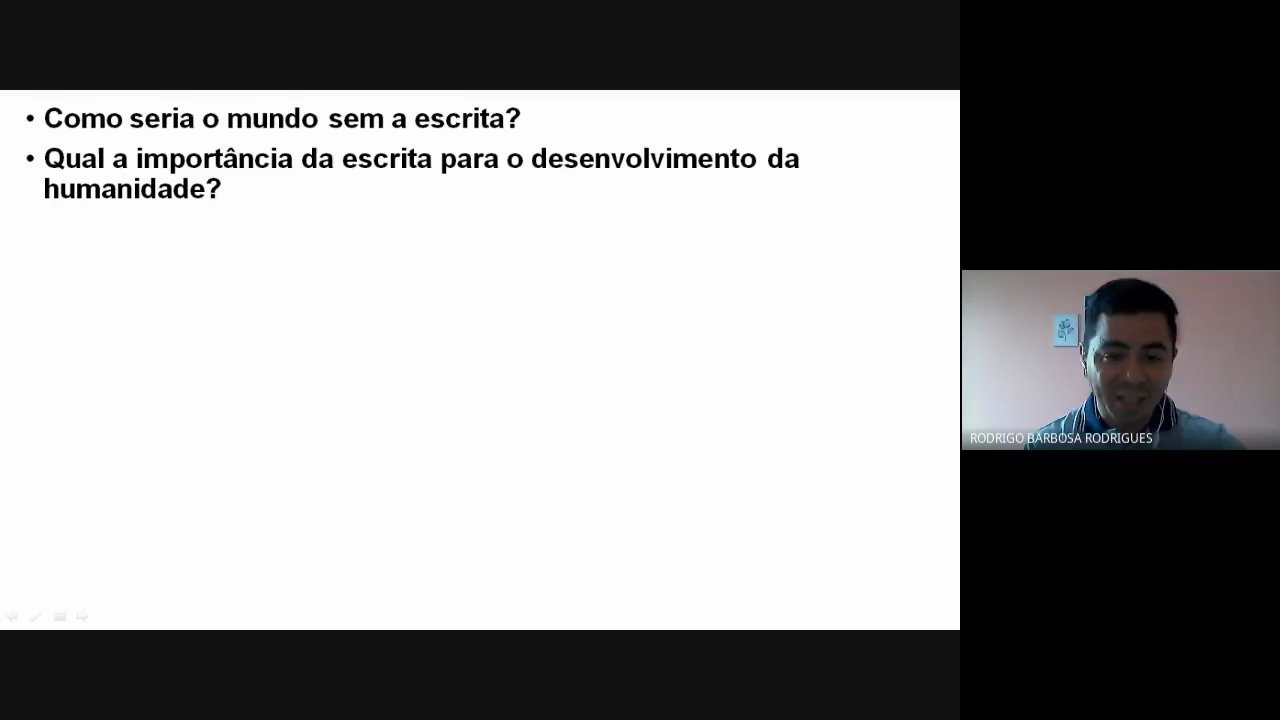 • Como seria o mundo sem a escrita?
• Qual a importância da escrita para o desenvolvimento da
humanidade?
RODRIGO BARBOSA RODRIGUES